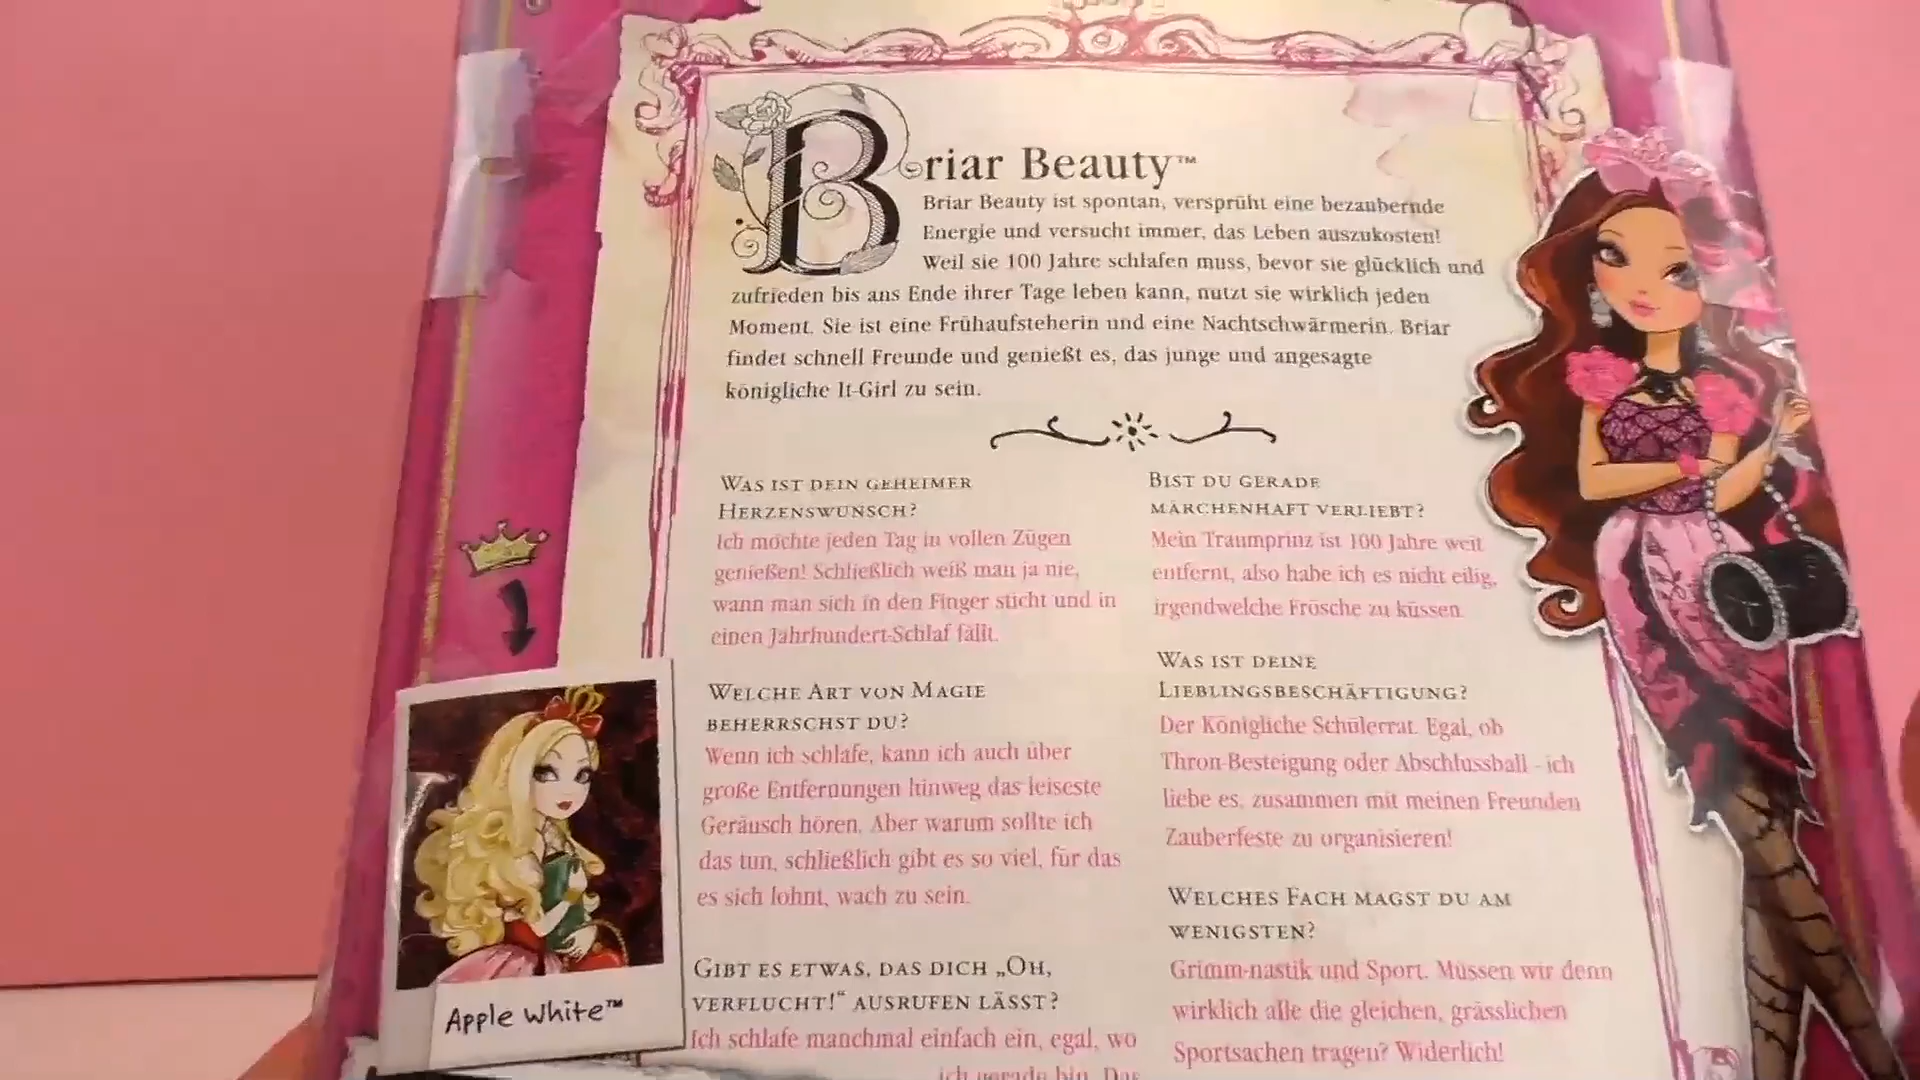 Briar Beauty™
Briar Beauty ist spontan, versprüht eine bezaubernde
Energie und versucht immer, das Leben auszukosten!
Weil sie 100 Jahre schlafen muss, bevor sie glücklich und
zufrieden bis ans Ende ihrer Tage leben kann, nutzt sie wirklich jeden
Moment. Sie ist eine Frühaufsteherin und eine Nachtschwärmerin. Briar
findet schnell Freunde und genießt es, das junge und angesagte
königliche It-Girl zu sein.
WAS IST DEIN GEHEIMER
HERZENSWUNSCH?
Ich möchte jeden Tag in vollen Zügen
genießen! Schließlich weiß man ja nie,
wann man sich in den Finger sticht und in
einen Jahrhundert-Schlaf fällt.
WELCHE ART VON MAGIE
BEHERRSCHST DU?
Wenn ich schlafe, kann ich auch über
große Entfernungen hinweg das leiseste
Geräusch hören. Aber warum sollte ich
das tun, schließlich gibt es so viel, für das
es sich lohnt, wach zu sein.
GIBT ES ETWAS, DAS DICH „OH,
VERFLUCHT!“ AUSRUFEN LÄSST?
Ich schlafe manchmal einfach ein, egal, wo
ich gerade bin. Das
BIST DU GERADE
MÄRCHENHAFT VERLIEBT?
Mein Traumprinz ist 100 Jahre weit
entfernt, also habe ich es nicht eilig,
irgendwelche Frösche zu küssen.
WAS IST DEINE
LIEBLINGSBESCHÄFTIGUNG?
Der Königliche Schülerrat. Egal, ob
Thron-Besteigung oder Abschlussball - ich
liebe es, zusammen mit meinen Freunden
Zauberfeste zu organisieren!
WELCHES FACH MAGST DU AM
WENIGSTEN?
Grimm-nastik und Sport. Müssen wir denn
wirklich alle die gleichen, grässlichen
Sportsachen tragen? Widerlich!
Apple White™